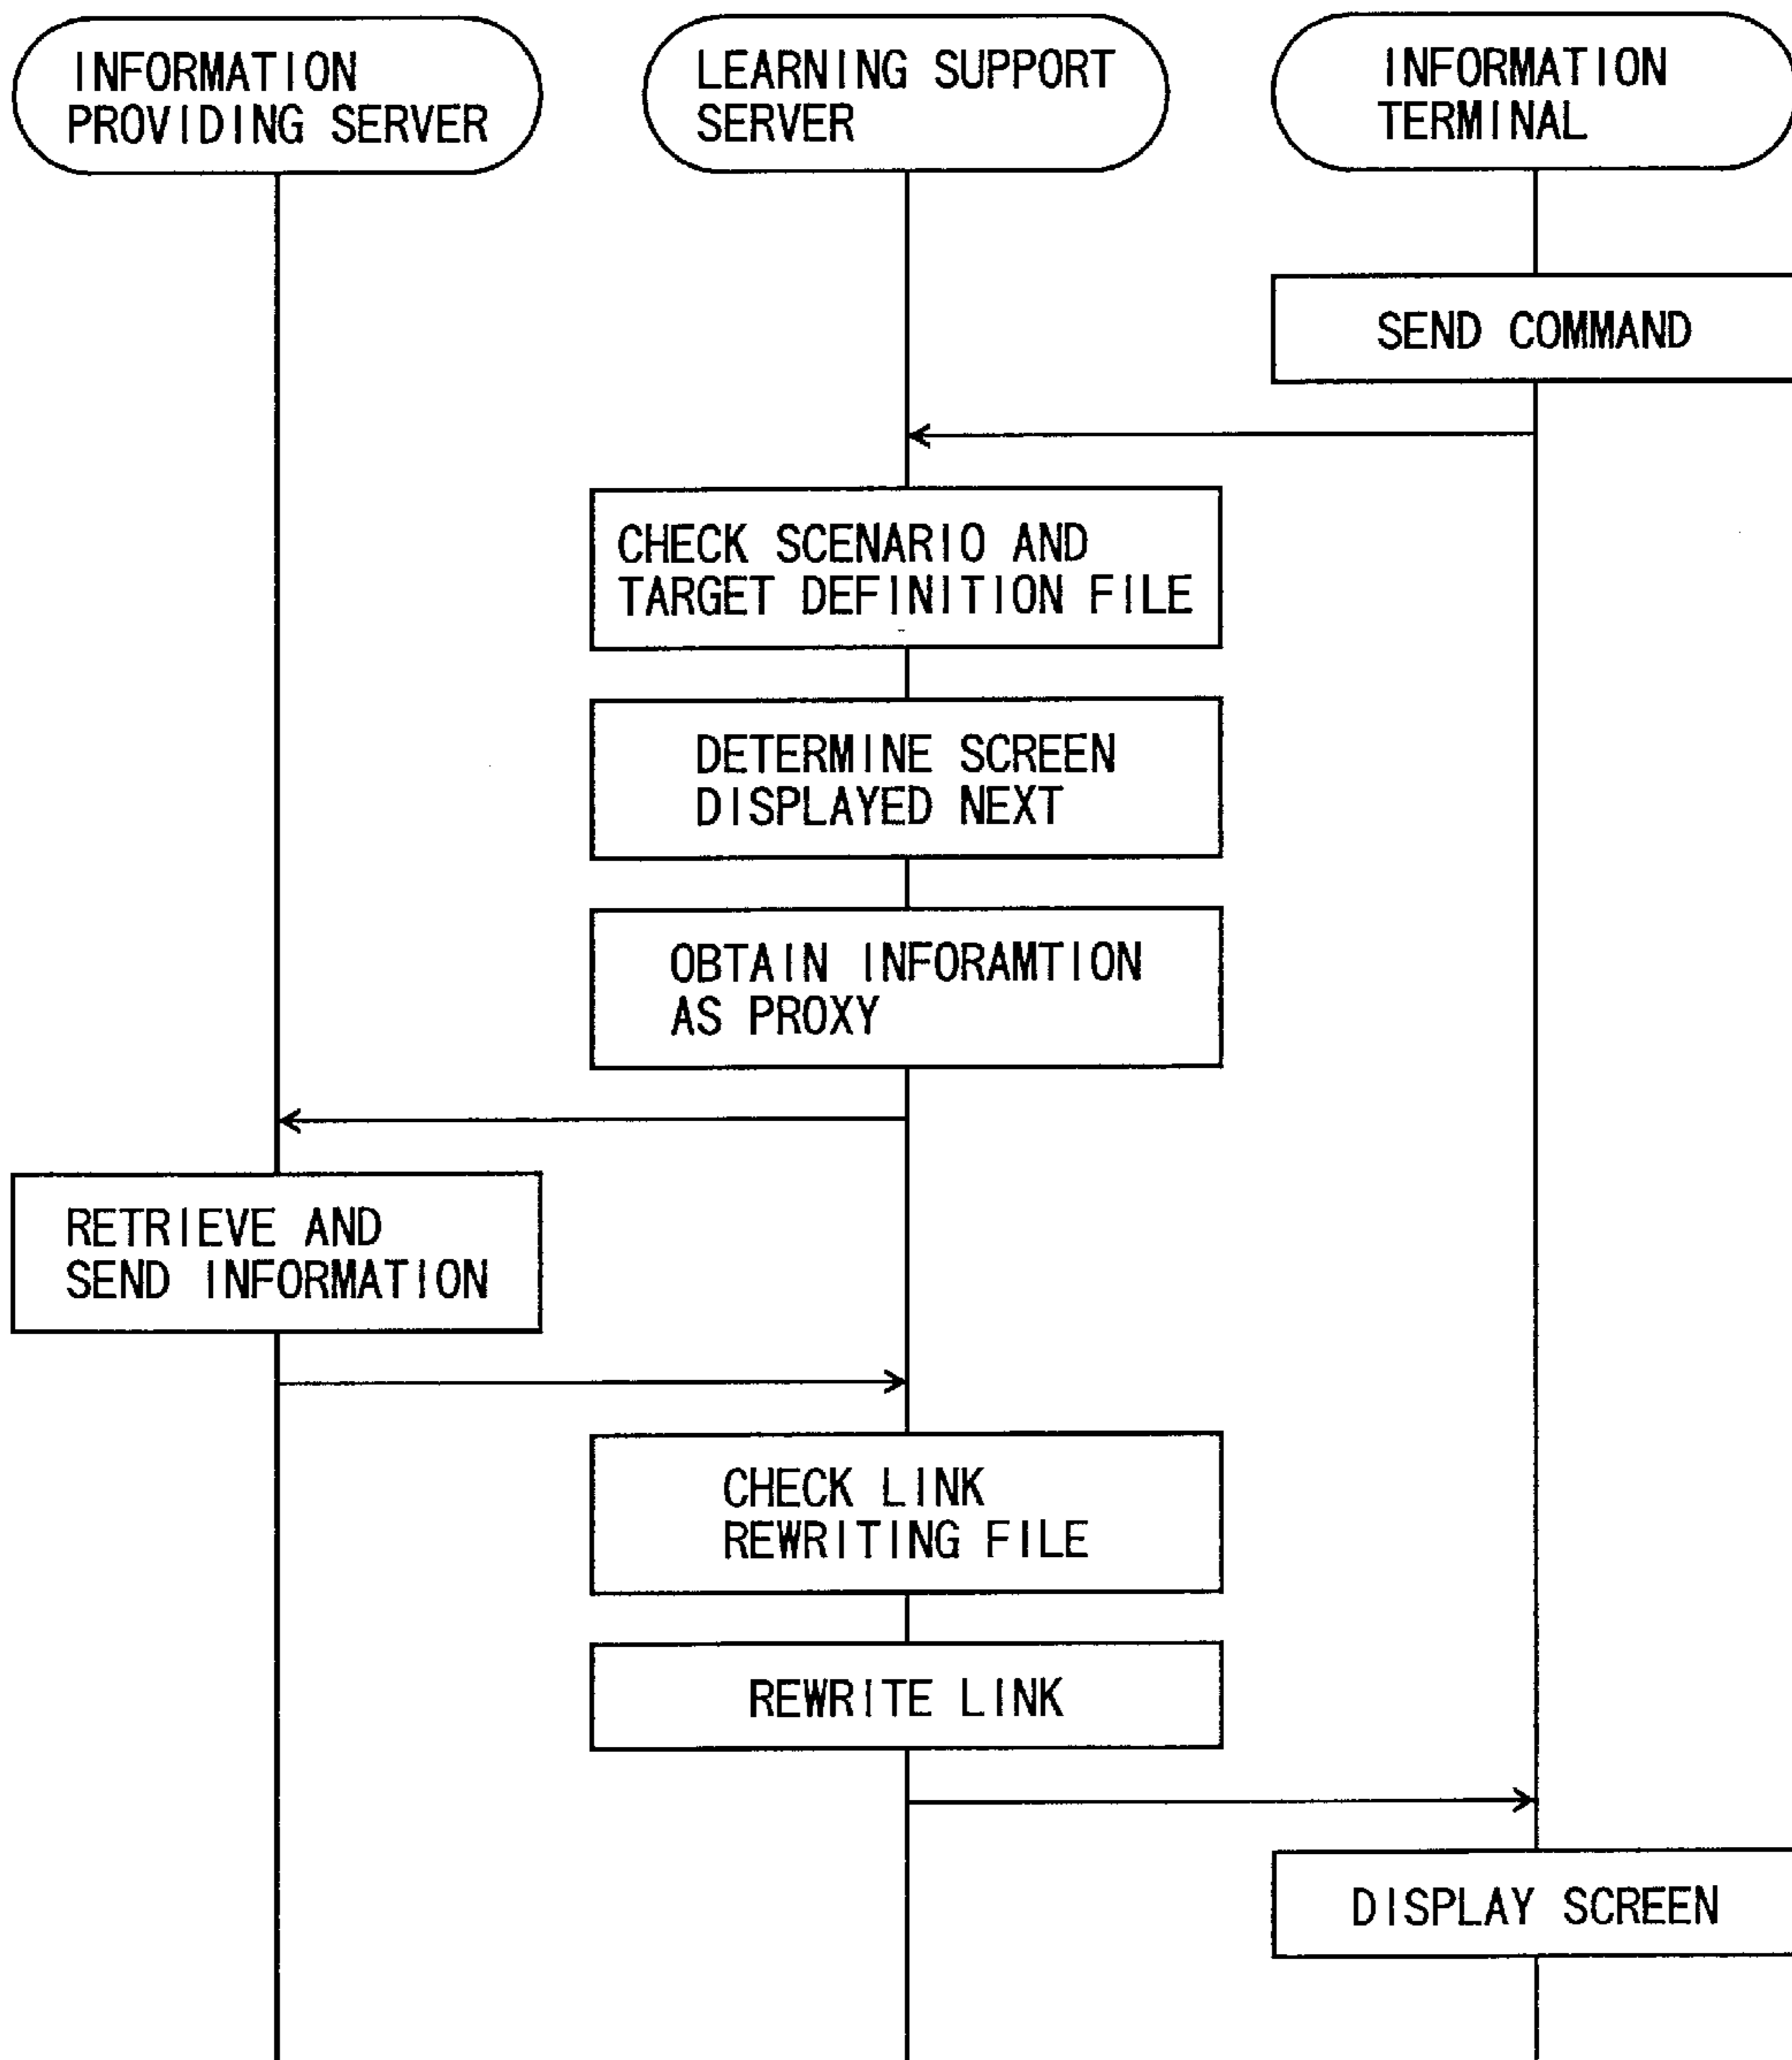 INFORMATION
PROVIDING SERVER
LEARNING SUPPORT
SERVER
INFORMATION
TERMINAL
SEND COMMAND
CHECK SCENARIO AND
TARGET DEFINITION FILE
DETERMINE SCREEN
DISPLAYED NEXT
OBTAIN INFORAMTION
AS PROXY
RETRIEVE AND
SEND INFORMATION
CHECK LINK
REWRITING FILE
REWRITE LINK
DISPLAY SCREEN